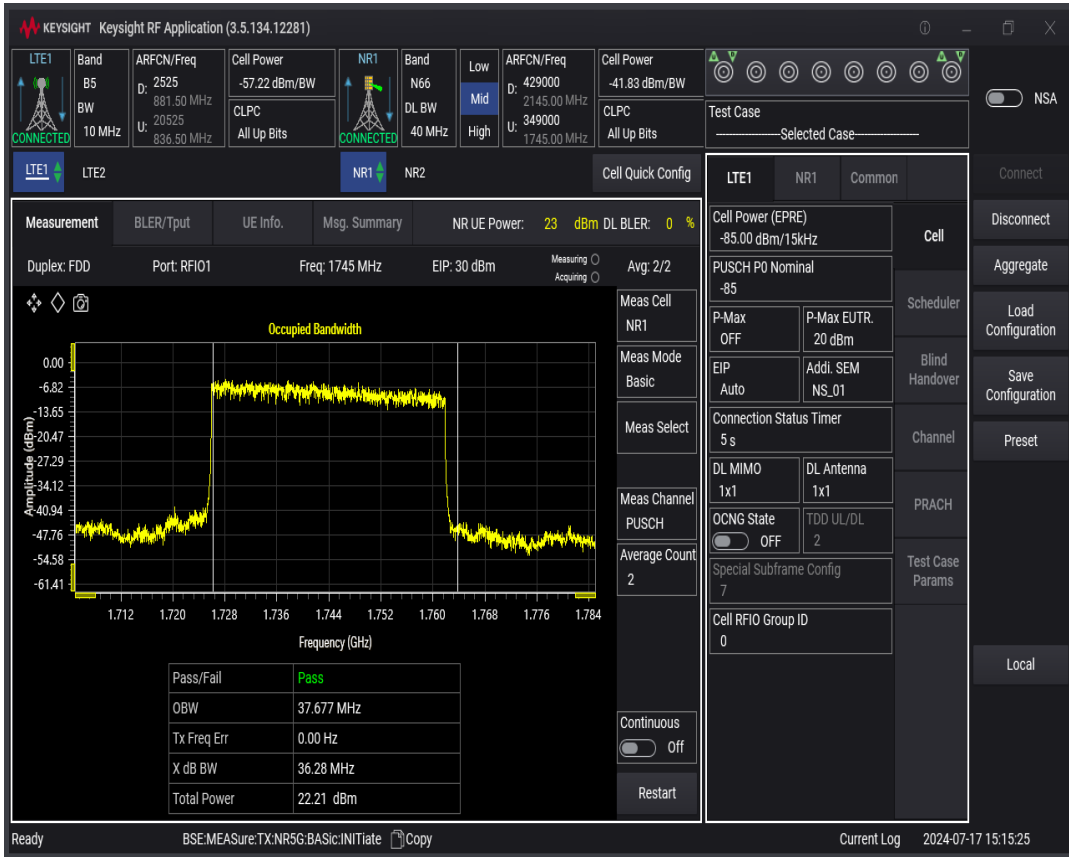 KEYSIGHT Keysight RF Application (3.5.134.12281)
LTE1
CONNECTED
Band
B5
BW
10 MHz
ARFCN/Freq
D: 2525
881.50 MHz
U: 20525
836.50 MHz
Cell Power
-57.22 dBm/BW
CLPC
All Up Bits
NR1
CONNECTED
Band
N66
DL BW
40 MHz
Low
Mid
High
ARFCN/Freq
D: 429000
2145.00 MHz
U: 349000
1745.00 MHz
Cell Power
-41.83 dBm/BW
CLPC
All Up Bits
Test Case
--------------------Selected Case--------------------
NSA
LTE1 LTE2 NR1 NR2 Cell Quick Config
Measurement BLER/Tput UE Info. Msg. Summary NR UE Power: 23 dBm DL BLER: 0 %
Duplex: FDD Port: RFIO1 Freq: 1745 MHz EIP: 30 dBm Measuring Avg: 2/2
Acquiring
Occupied Bandwidth
Amplitude (dBm)
0.00
-6.82
-13.65
-20.47
-27.29
-34.12
-40.94
-47.76
-54.58
-61.41
1.712 1.720 1.728 1.736 1.744 1.752 1.760 1.768 1.776 1.784
Frequency (GHz)
Pass/Fail Pass
OBW 37.677 MHz
Tx Freq Err 0.00 Hz
X dB BW 36.28 MHz
Total Power 22.21 dBm
Meas Cell
NR1
Meas Mode
Basic
Meas Select
Meas Channel
PUSCH
Average Count
2
Continuous
Off
Restart
LTE1 NR1 Common
Cell Power (EPRE)
-85.00 dBm/15kHz
PUSCH P0 Nominal
-85
P-Max
OFF
P-Max EUTR.
20 dBm
EIP
Auto
Addi. SEM
NS_01
Connection Status Timer
5 s
DL MIMO
1x1
DL Antenna
1x1
OCNG State
OFF
TDD UL/DL
2
Special Subframe Config
7
Cell RFIO Group ID
0
Cell
Scheduler
Blind
Handover
Channel
PRACH
Test Case
Params
Connect
Disconnect
Aggregate
Load
Configuration
Save
Configuration
Preset
Local
Ready BSE:MEASure:TX:NR5G:BASic:INITiate Copy Current Log 2024-07-17 15:15:25